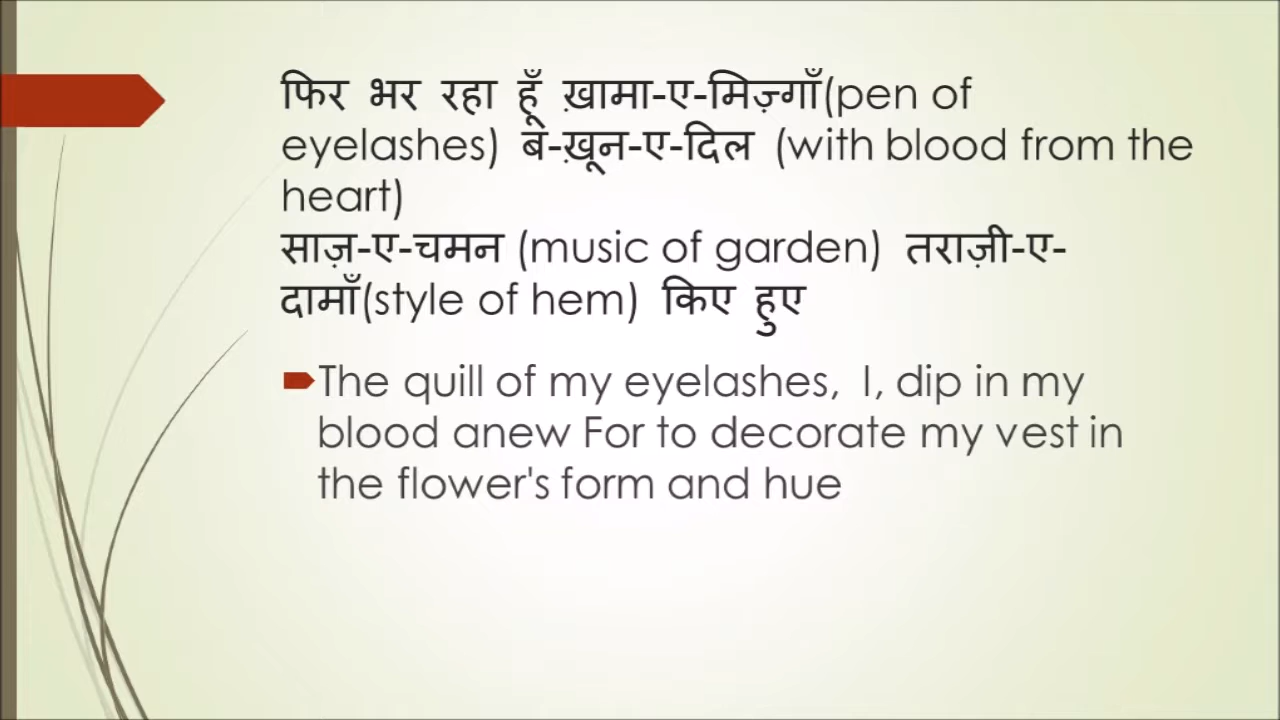 फिर भर रहा हूँ ख़ामा-ए-मिज़्गाँ(pen of
eyelashes) ब-ख़ून-ए-दिल (with blood from the
heart)
साज़-ए-चमन (music of garden) तराज़ी-ए-
दामाँ(style of hem) किए हुए
The quill of my eyelashes, I, dip in my
blood anew For to decorate my vest in
the flower's form and hue